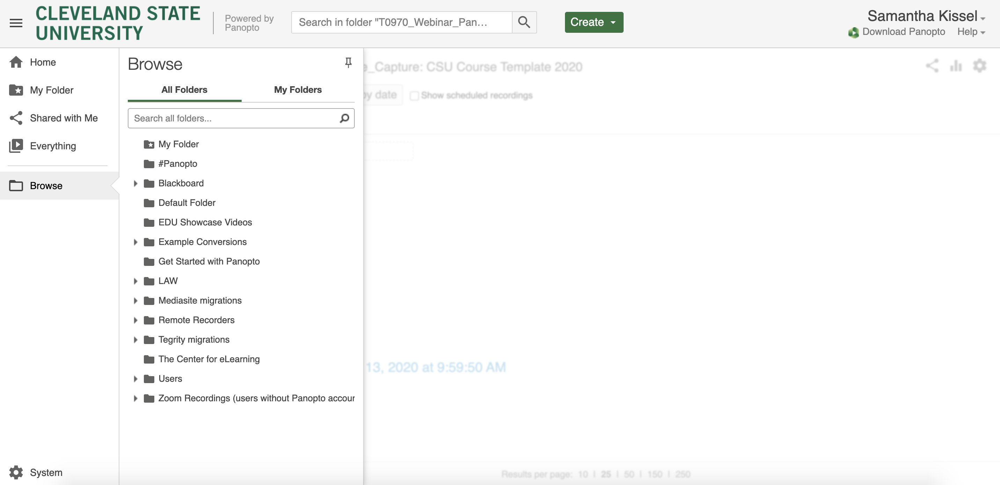 CLEVELAND STATE
UNIVERSITY
Powered by
Panopto
Search in folder "T0970_Webinar_Pan...
Create
Samantha Kissel
Download Panopto
Help
Home
My Folder
Shared with Me
Everything
Browse
System
Browse
All Folders
My Folders
Search all folders...
My Folder
#Panopto
Blackboard
Default Folder
EDU Showcase Videos
Example Conversions
Get Started with Panopto
LAW
Mediasite migrations
Remote Recorders
Tegrity migrations
The Center for eLearning
Users
Zoom Recordings (users without Panopto accour
e_Capture: CSU Course Template 2020
by date
Show scheduled recordings
13, 2020 at 9:59:50 AM
Results per page: 10 | 25 | 50 | 150 | 250